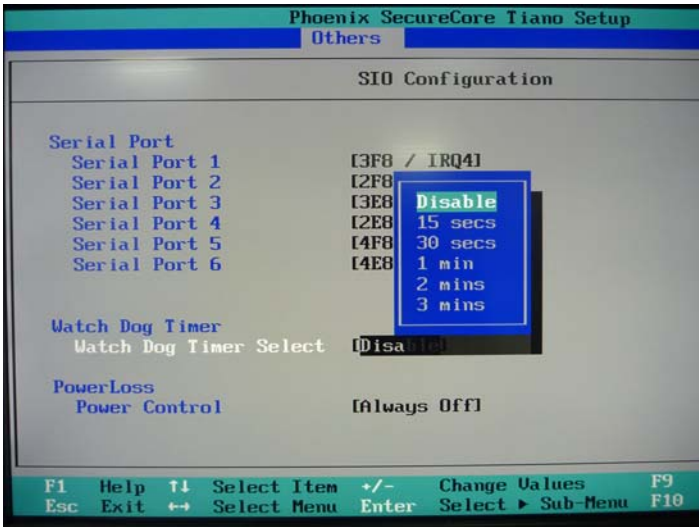 Phoenix SecureCore Tiano Setup
Others
SIO Configuration
Serial Port
Serial Port 1 [3F8 / IRQ4]
Serial Port 2 [2F8
Serial Port 3 [3E8
Serial Port 4 [2E8
Serial Port 5 [4F8
Serial Port 6 [4E8
Disable
15 secs
30 secs
1 min
2 mins
3 mins
Watch Dog Timer
Watch Dog Timer Select [Disable]
PowerLoss
Power Control [Always Off]
F1 Help ↑↓ Select Item +/- Change Values F9
Esc Exit ↔ Select Menu Enter Select ▶ Sub-Menu F10